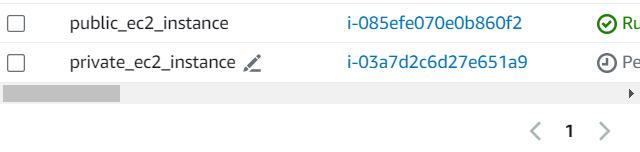 public_ec2_instance i-085efe070e0b860f2 Ru
private_ec2_instance i-03a7d2c6d27e651a9 Pe
1